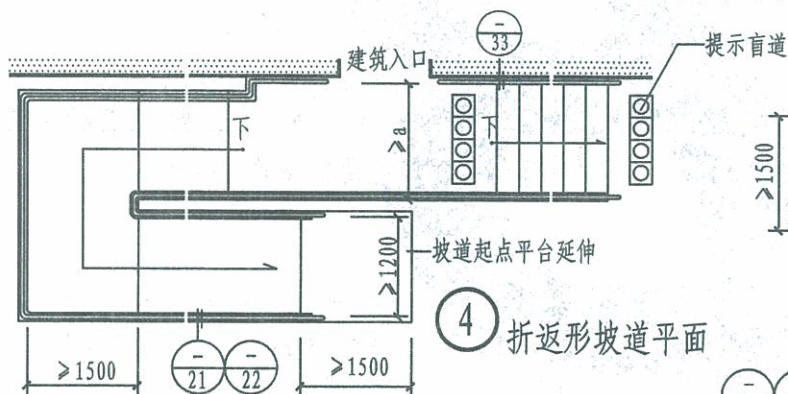 -
33
建筑入口
提示盲道
下
下
≥a
≥1500
≥1200
坡道起点平台延伸
4 折返形坡道平面
≥1500
-
21
-
22
≥1500
-